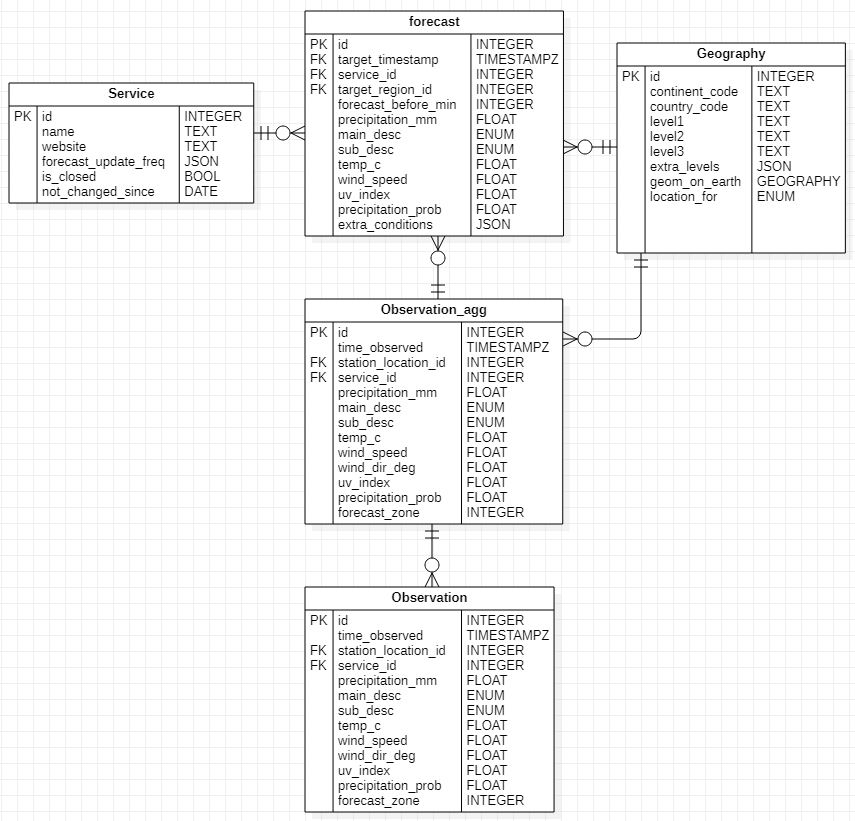 forecast
PK id INTEGER
FK target_timestamp TIMESTAMPZ
FK service_id INTEGER
FK target_region_id INTEGER
forecast_before_min INTEGER
precipitation_mm FLOAT
main_desc ENUM
sub_desc ENUM
temp_c FLOAT
wind_speed FLOAT
uv_index FLOAT
precipitation_prob FLOAT
extra_conditions JSON
Geography
PK id INTEGER
continent_code TEXT
country_code TEXT
level1 TEXT
level2 TEXT
level3 TEXT
extra_levels JSON
geom_on_earth GEOGRAPHY
location_for ENUM
Service
PK id INTEGER
name TEXT
website TEXT
forecast_update_freq JSON
is_closed BOOL
not_changed_since DATE
Observation_agg
PK id INTEGER
time_observed TIMESTAMPZ
FK station_location_id INTEGER
FK service_id INTEGER
precipitation_mm FLOAT
main_desc ENUM
sub_desc ENUM
temp_c FLOAT
wind_speed FLOAT
wind_dir_deg FLOAT
uv_index FLOAT
precipitation_prob FLOAT
forecast_zone INTEGER
Observation
PK id INTEGER
time_observed TIMESTAMPZ
FK station_location_id INTEGER
FK service_id INTEGER
precipitation_mm FLOAT
main_desc ENUM
sub_desc ENUM
temp_c FLOAT
wind_speed FLOAT
wind_dir_deg FLOAT
uv_index FLOAT
precipitation_prob FLOAT
forecast_zone INTEGER